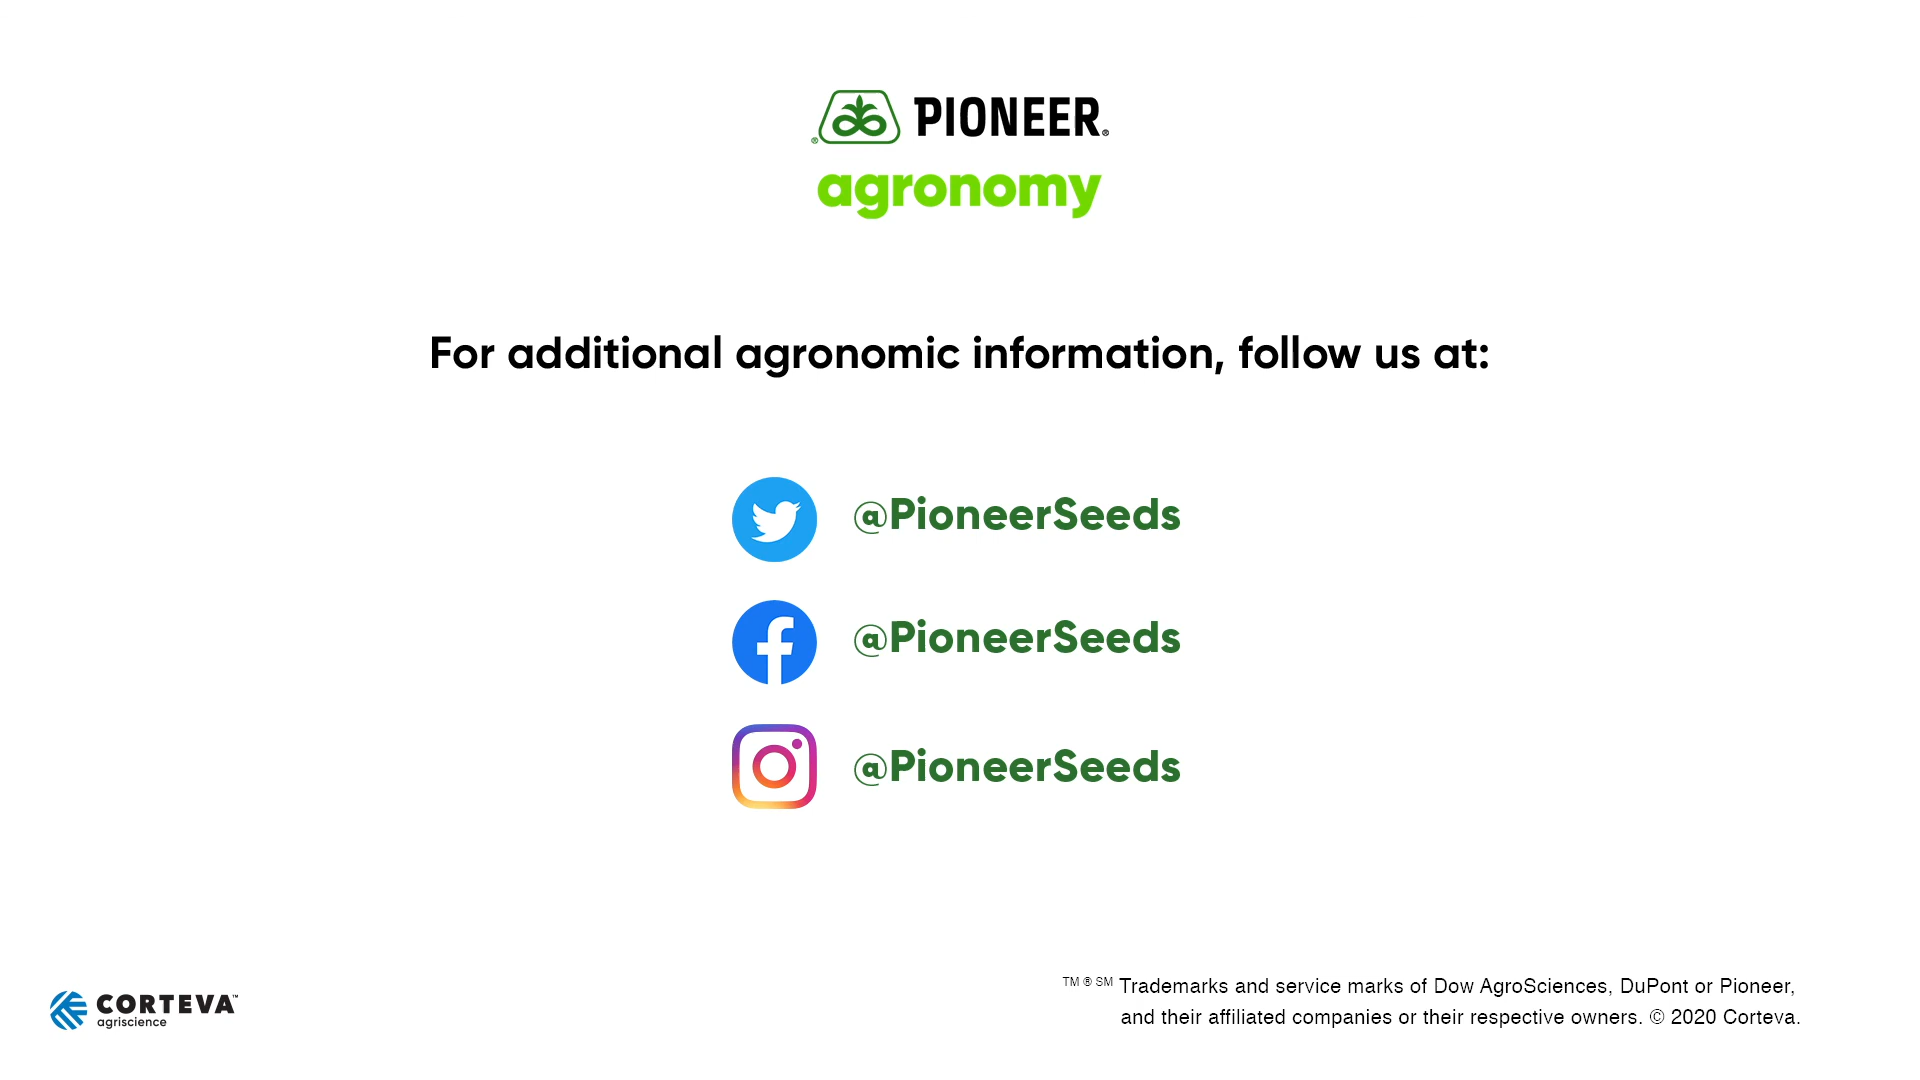 PIONEER®
®
agronomy
For additional agronomic information, follow us at:
@PioneerSeeds
@PioneerSeeds
@PioneerSeeds
CORTEVA™
agriscience
TM ® SM Trademarks and service marks of Dow AgroSciences, DuPont or Pioneer,
and their affiliated companies or their respective owners. © 2020 Corteva.